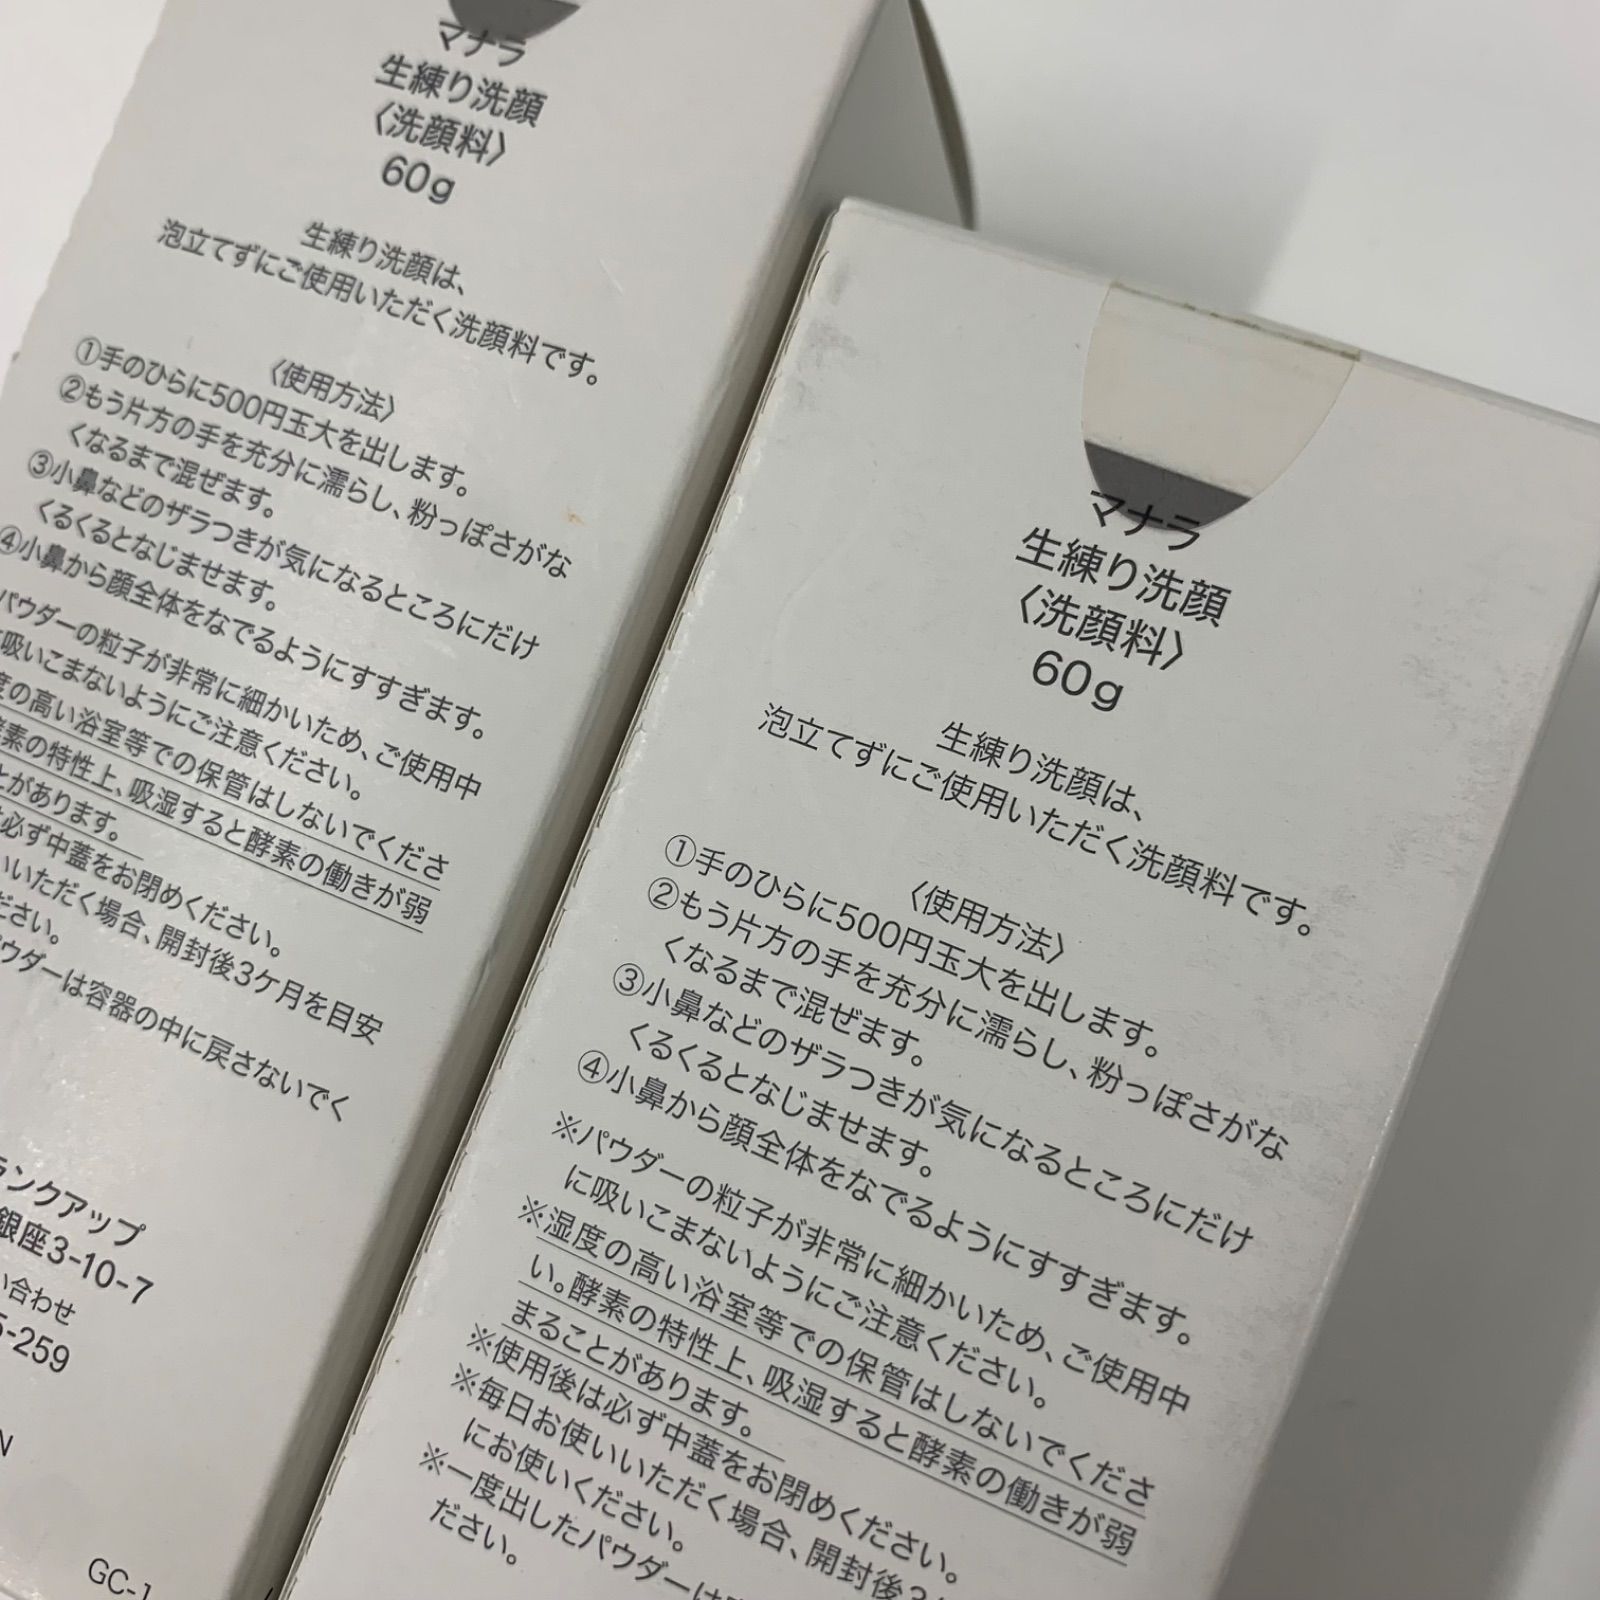 マナラ
生練り洗顔
〈洗顔料〉
60g
生練り洗顔は、
泡立てずにご使用いただく洗顔料です。
〈使用方法〉
①手のひらに500円玉大を出します。
②もう片方の手を充分に濡らし、粉っぽさがな
くなるまで混ぜます。
③小鼻などのザラつきが気になるところにだけ
くるくるとなじませます。
④小鼻から顔全体をなでるようにすすぎます。
パウダーの粒子が非常に細かいため、ご使用中
吸いこまないようにご注意ください。
度の高い浴室等での保管はしないでくださ
酵素の特性上、吸湿すると酵素の働きが弱
とがあります。
必ず中蓋をお閉めください。
いただく場合、開封後3ケ月を目安
ださい。
パウダーは容器の中に戻さないでく
ランクアップ
銀座3-10-7
い合わせ
5-259
N
GC-1
マナラ
生練り洗顔
〈洗顔料〉
60g
生練り洗顔は、
泡立てずにご使用いただく洗顔料です。
〈使用方法〉
①手のひらに500円玉大を出します。
②もう片方の手を充分に濡らし、粉っぽさがな
くなるまで混ぜます。
③小鼻などのザラつきが気になるところにだけ
くるくるとなじませます。
④小鼻から顔全体をなでるようにすすぎます。
※パウダーの粒子が非常に細かいため、ご使用中
に吸いこまないようにご注意ください。
※湿度の高い浴室等での保管はしないでくださ
い。酵素の特性上、吸湿すると酵素の働きが弱
まることがあります。
※使用後は必ず中蓋をお閉めください。
※毎日お使いいただく場合、開封後3
にお使いください。
※一度出したパウダーは
ださい。